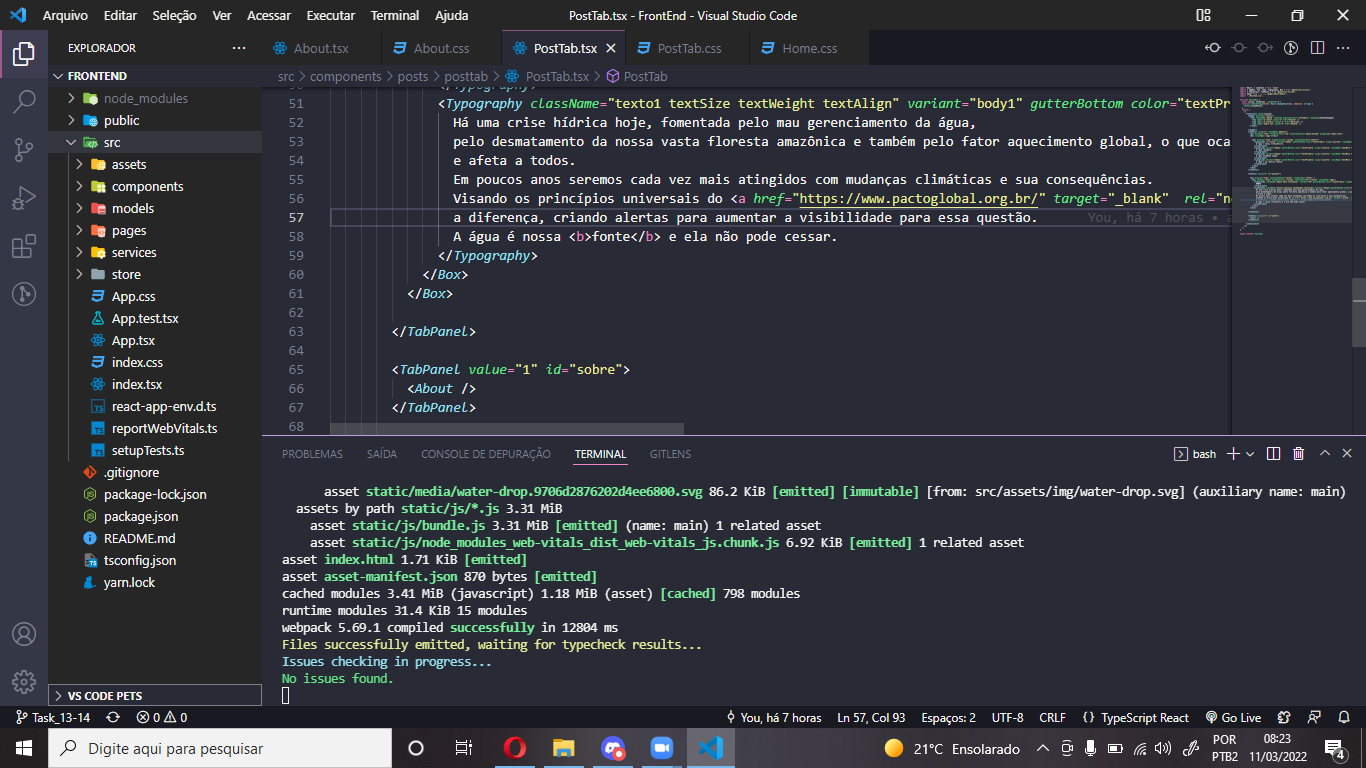 Arquivo Editar Seleção Ver Acessar Executar Terminal Ajuda PostTab.tsx - FrontEnd - Visual Studio Code
EXPLORADOR ···
FRONTEND
node_modules
public
src
assets
components
models
pages
services
store
App.css
App.test.tsx
App.tsx
index.css
index.tsx
react-app-env.d.ts
reportWebVitals.ts
setupTests.ts
.gitignore
package-lock.json
package.json
README.md
tsconfig.json
yarn.lock
VS CODE PETS
About.tsx About.css PostTab.tsx PostTab.css Home.css
src > components > posts > posttab > PostTab.tsx > PostTab
50 </Typography>
51 <Typography className="texto1 textSize textWeight textAlign" variant="body1" gutterBottom color="textPr
52 Há uma crise hídrica hoje, fomentada pelo mau gerenciamento da água,
53 pelo desmatamento da nossa vasta floresta amazônica e também pelo fator aquecimento global, o que oca
54 e afeta a todos.
55 Em poucos anos seremos cada vez mais atingidos com mudanças climáticas e sua consequências.
56 Visando os princípios universais do <a href="https://www.pactoglobal.org.br/" target="_blank" rel="no
57 a diferença, criando alertas para aumentar a visibilidade para essa questão. You, há 7 horas • a
58 A água é nossa <b>fonte</b> e ela não pode cessar.
59 </Typography>
60 </Box>
61 </Box>
62
63 </TabPanel>
64
65 <TabPanel value="1" id="sobre">
66 <About />
67 </TabPanel>
68
PROBLEMAS SAÍDA CONSOLE DE DEPURAÇÃO TERMINAL GITLENS bash
asset static/media/water-drop.9706d2876202d4ee6800.svg 86.2 KiB [emitted] [immutable] [from: src/assets/img/water-drop.svg] (auxiliary name: main)
assets by path static/js/*.js 3.31 MiB
asset static/js/bundle.js 3.31 MiB [emitted] (name: main) 1 related asset
asset static/js/node_modules_web-vitals_dist_web-vitals_js.chunk.js 6.92 KiB [emitted] 1 related asset
asset index.html 1.71 KiB [emitted]
asset asset-manifest.json 870 bytes [emitted]
cached modules 3.41 MiB (javascript) 1.18 MiB (asset) [cached] 798 modules
runtime modules 31.4 KiB 15 modules
webpack 5.69.1 compiled successfully in 12804 ms
Files successfully emitted, waiting for typecheck results...
Issues checking in progress...
No issues found.
Task_13-14 0 0 You, há 7 horas Ln 57, Col 93 Espaços: 2 UTF-8 CRLF {} TypeScript React Go Live
Digite aqui para pesquisar 21°C Ensolarado POR PTB2 08:23 11/03/2022 4